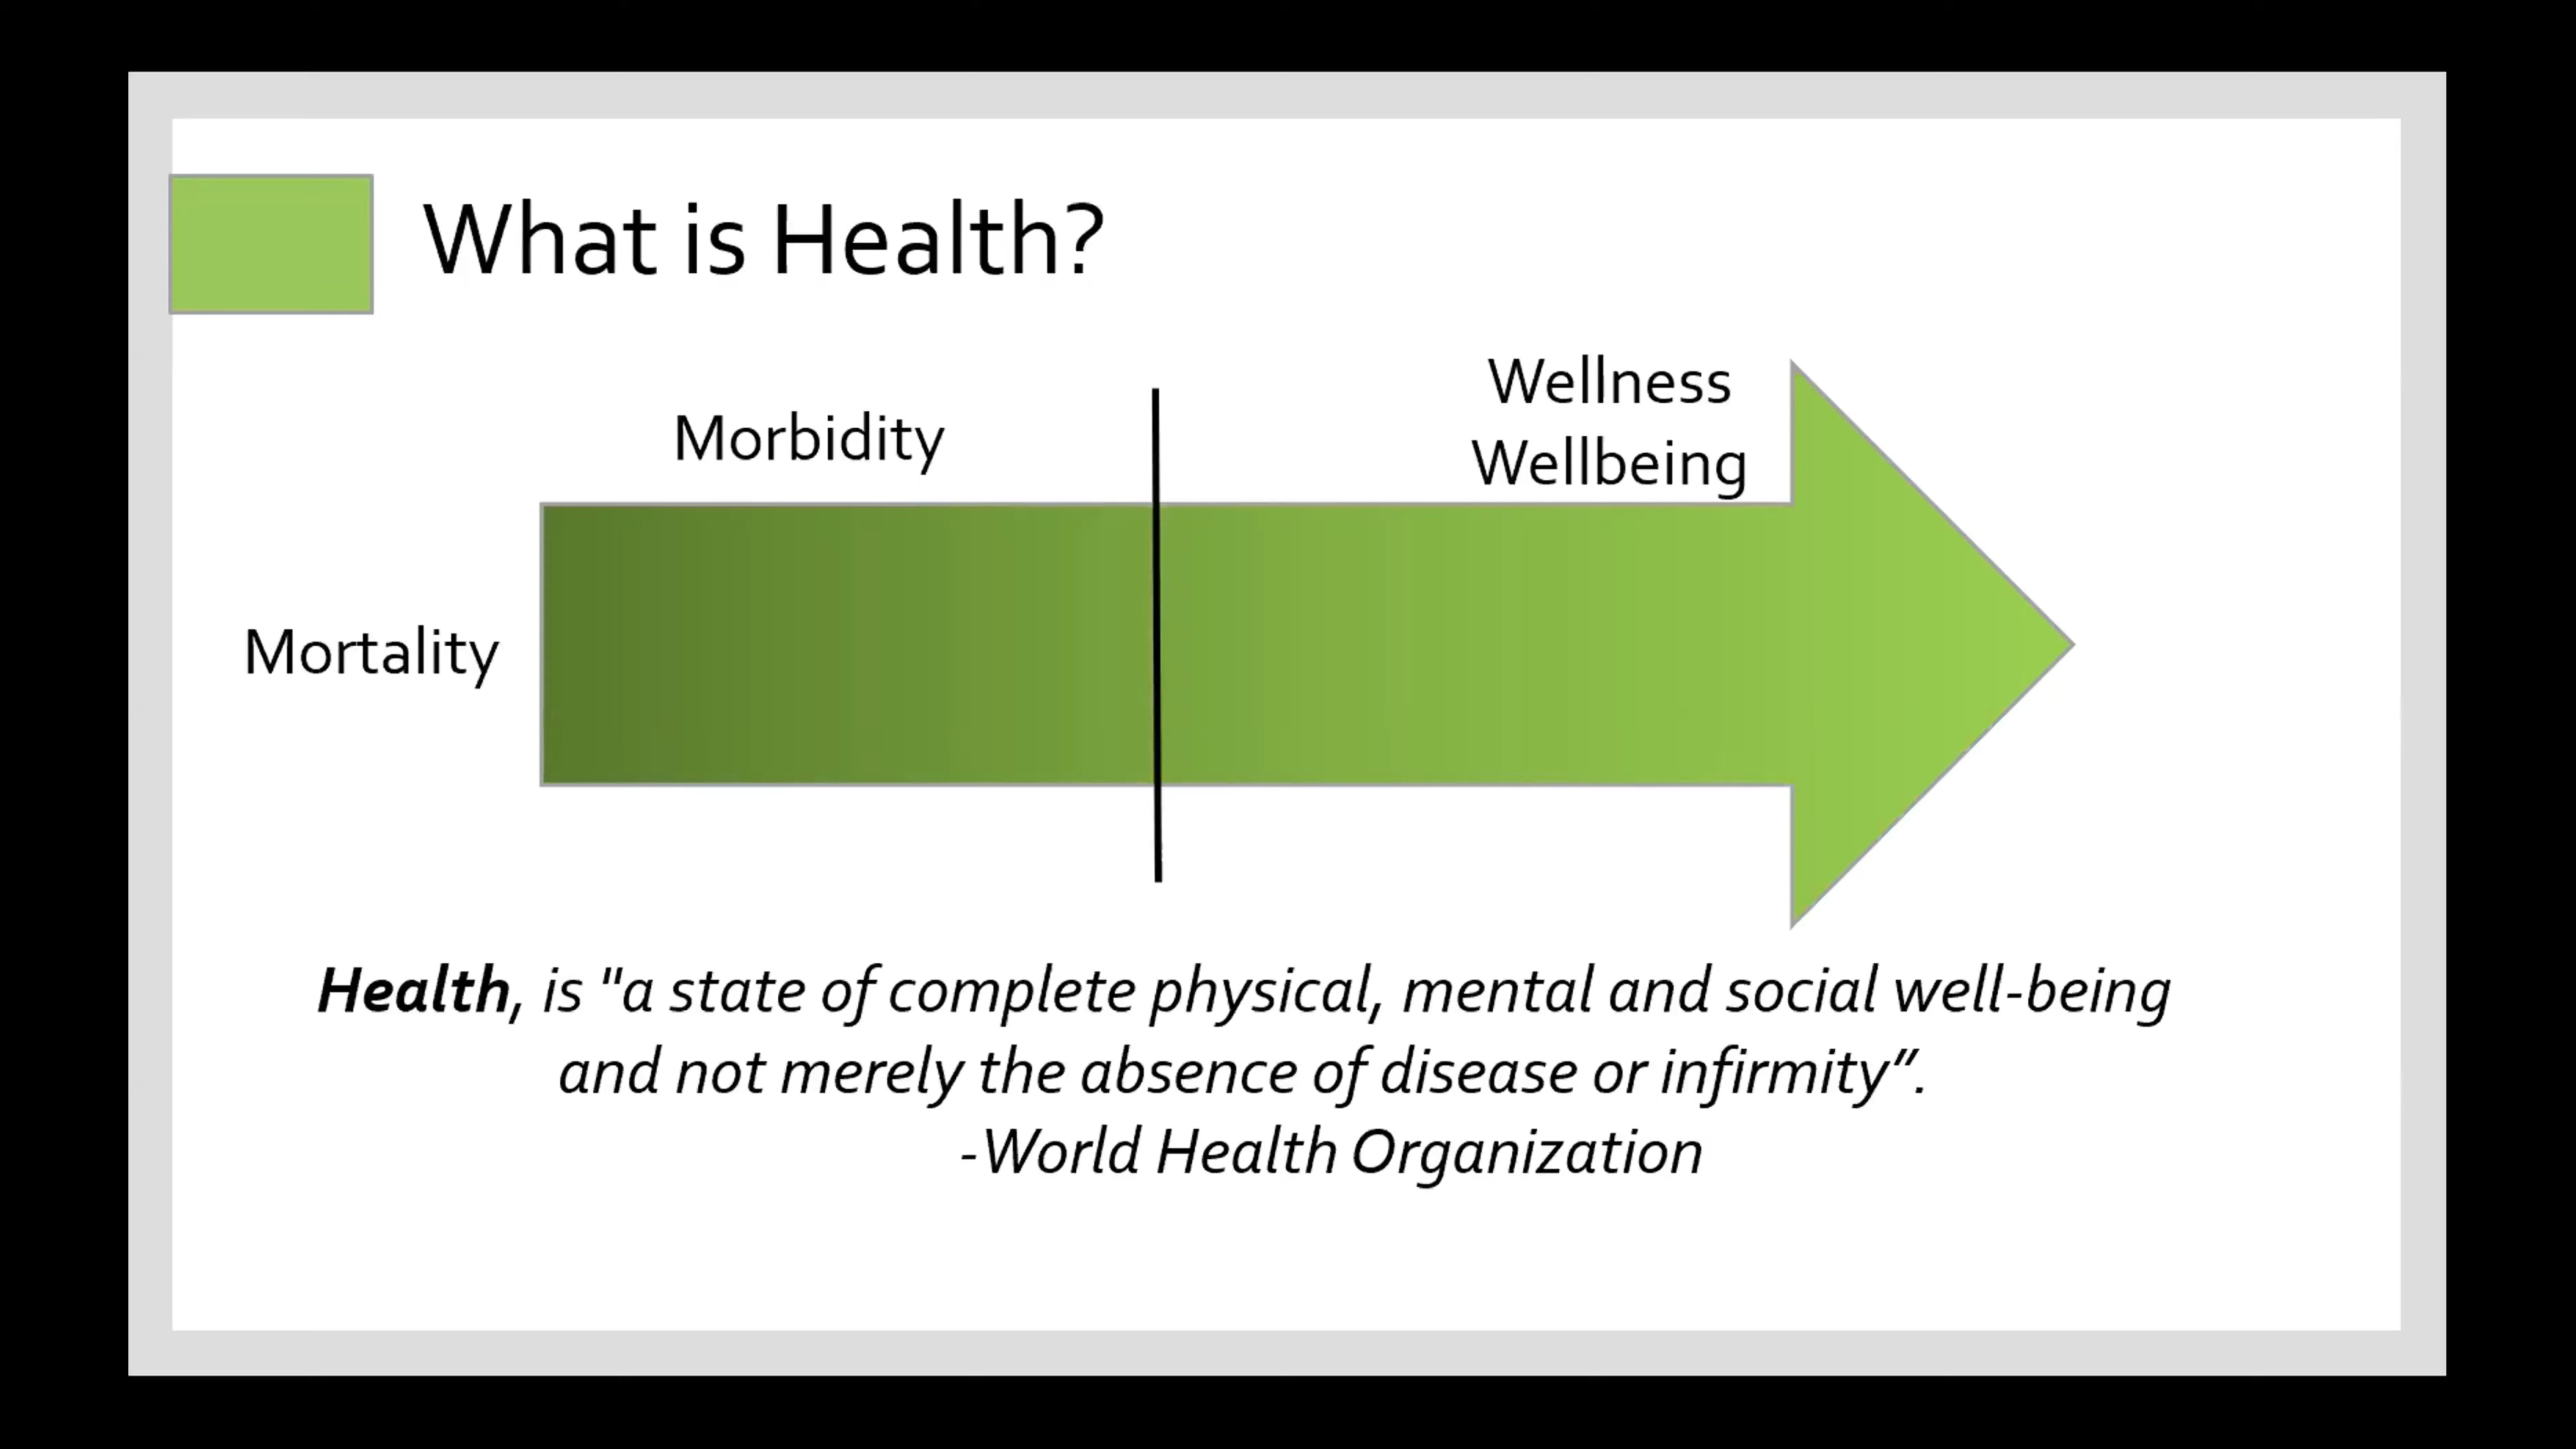 What is Health?
Wellness
Wellbeing
Morbidity
Mortality
Health, is "a state of complete physical, mental and social well-being
and not merely the absence of disease or infirmity”.
-World Health Organization